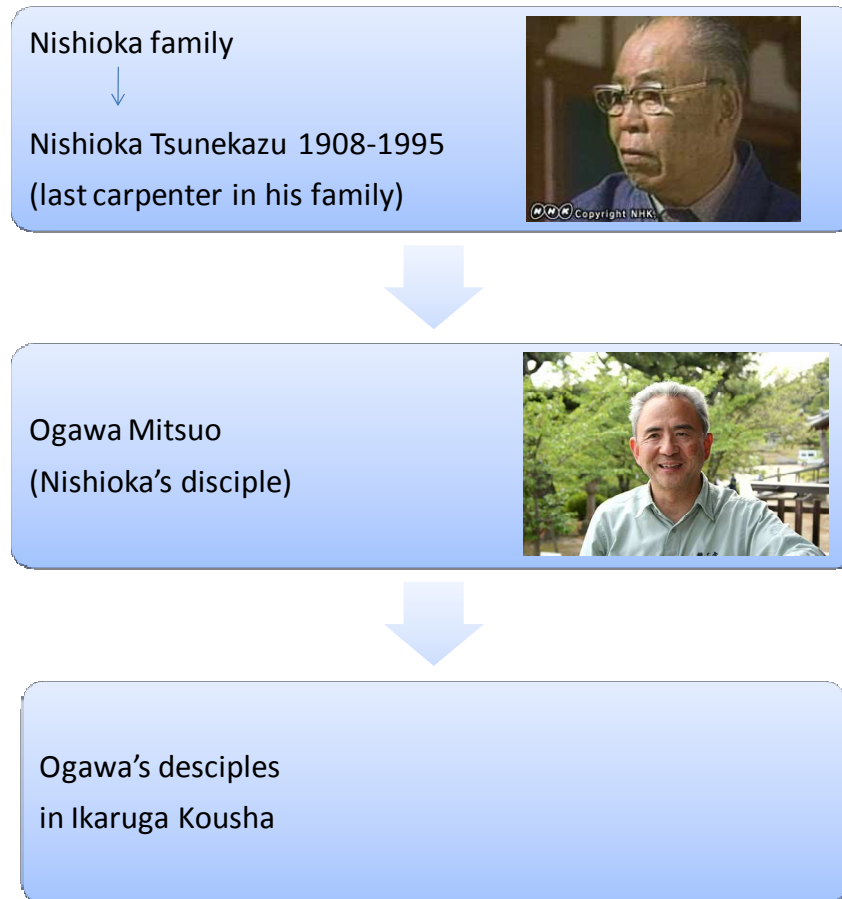 Nishioka family
Nishioka Tsunekazu 1908-1995
(last carpenter in his family)
NHK Copyright NHK.
Ogawa Mitsuo
(Nishioka's disciple)
Ogawa's desciples
in Ikaruga Kousha